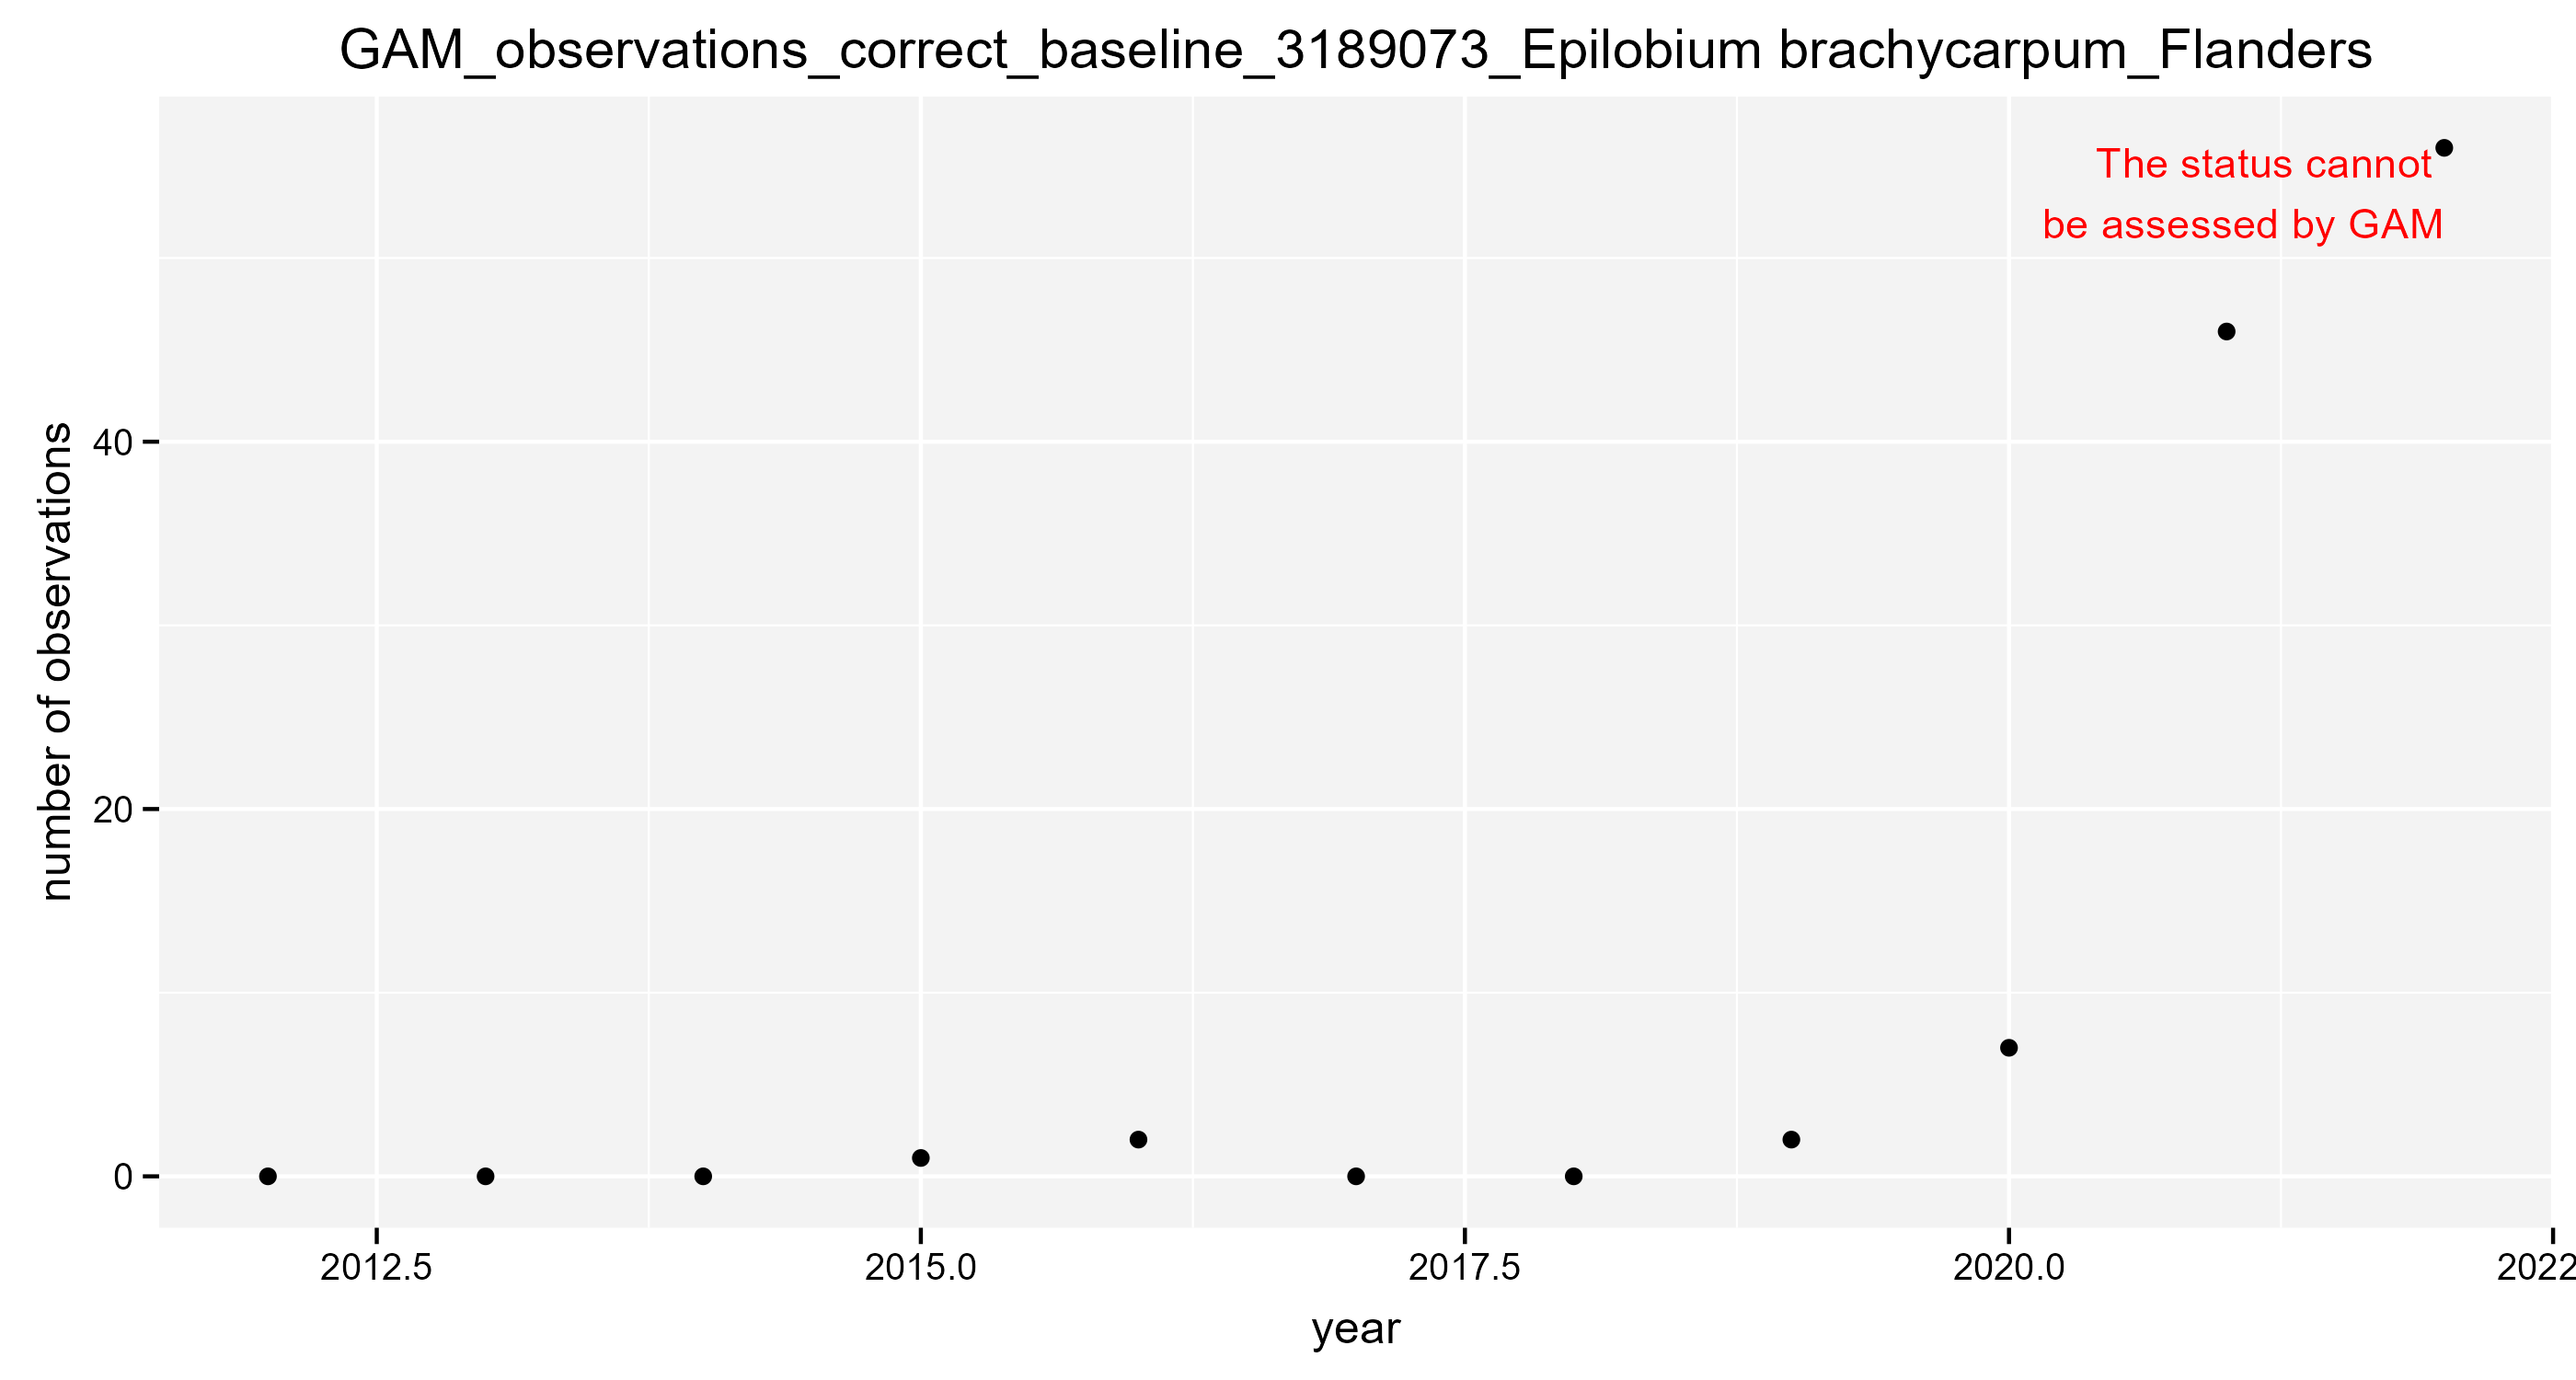 GAM_observations_correct_baseline_3189073_Epilobium brachycarpum_Flanders
The status cannot
be assessed by GAM
number of observations
40
20
0
2012.5
2015.0
2017.5
2020.0
2022
year